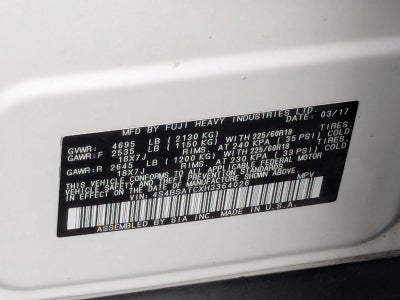 MFD BY FUJI HEAVY INDUSTRIES LTD. DATE: 03/17
GVWR: 4695 LB (2130 KG)
GAWR:F 2535 LB (1150 KG) WITH 225/60R18 TIRES,
18X7J RIMS, AT 240 KPA (35 PSI) COLD
GAWR:R 2645 LB (1200 KG) WITH 225/60R18 TIRES,
18X7J RIMS, AT 230 KPA (33 PSI) COLD
THIS VEHICLE CONFORMS TO ALL APPLICABLE FEDERAL MOTOR
VEHICLE SAFETY, BUMPER, AND THEFT PREVENTION STANDARDS
IN EFFECT ON THE DATE OF MANUFACTURE SHOWN ABOVE.
VIN: MPV
ASSEMBLED BY SIA INC. MADE IN U.S.A.